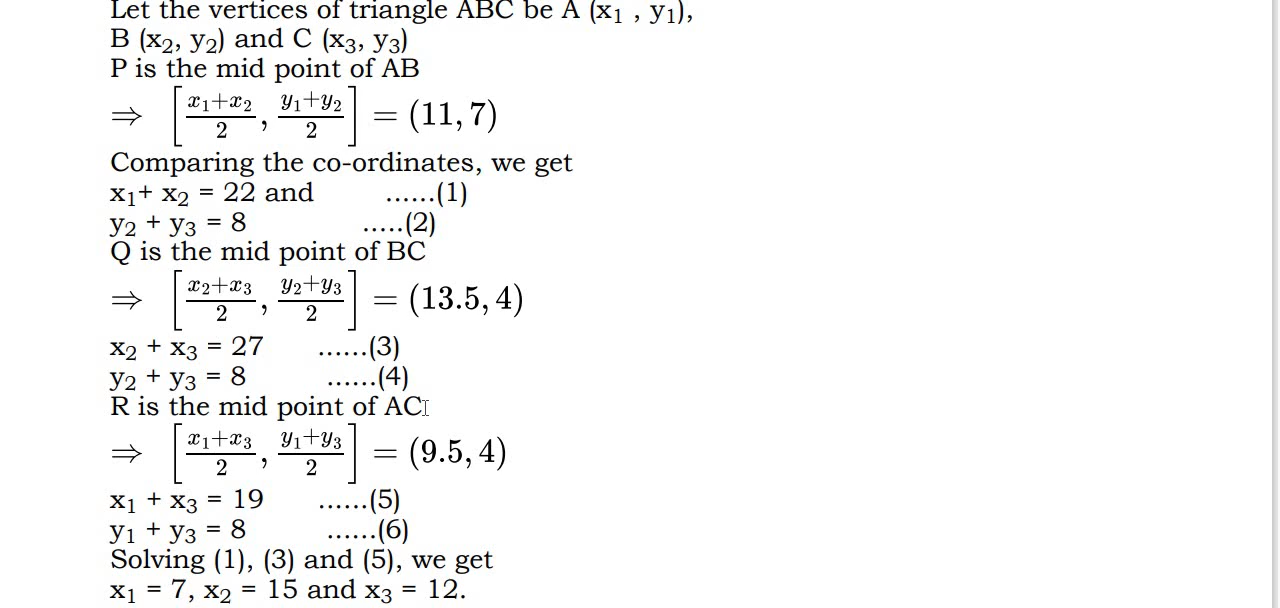 Let the vertices of triangle ABC be A (x₁ , y₁),
B (x₂, y₂) and C (x₃, y₃)
P is the mid point of AB
⇒ [x₁+x₂/2, y₁+y₂/2] = (11, 7)
Comparing the co-ordinates, we get
x₁+ x₂ = 22 and ......(1)
y₂ + y₃ = 8 .....(2)
Q is the mid point of BC
⇒ [x₂+x₃/2, y₂+y₃/2] = (13.5, 4)
x₂ + x₃ = 27 ......(3)
y₂ + y₃ = 8 ......(4)
R is the mid point of AC
⇒ [x₁+x₃/2, y₁+y₃/2] = (9.5, 4)
x₁ + x₃ = 19 ......(5)
y₁ + y₃ = 8 ......(6)
Solving (1), (3) and (5), we get
x₁ = 7, x₂ = 15 and x₃ = 12.